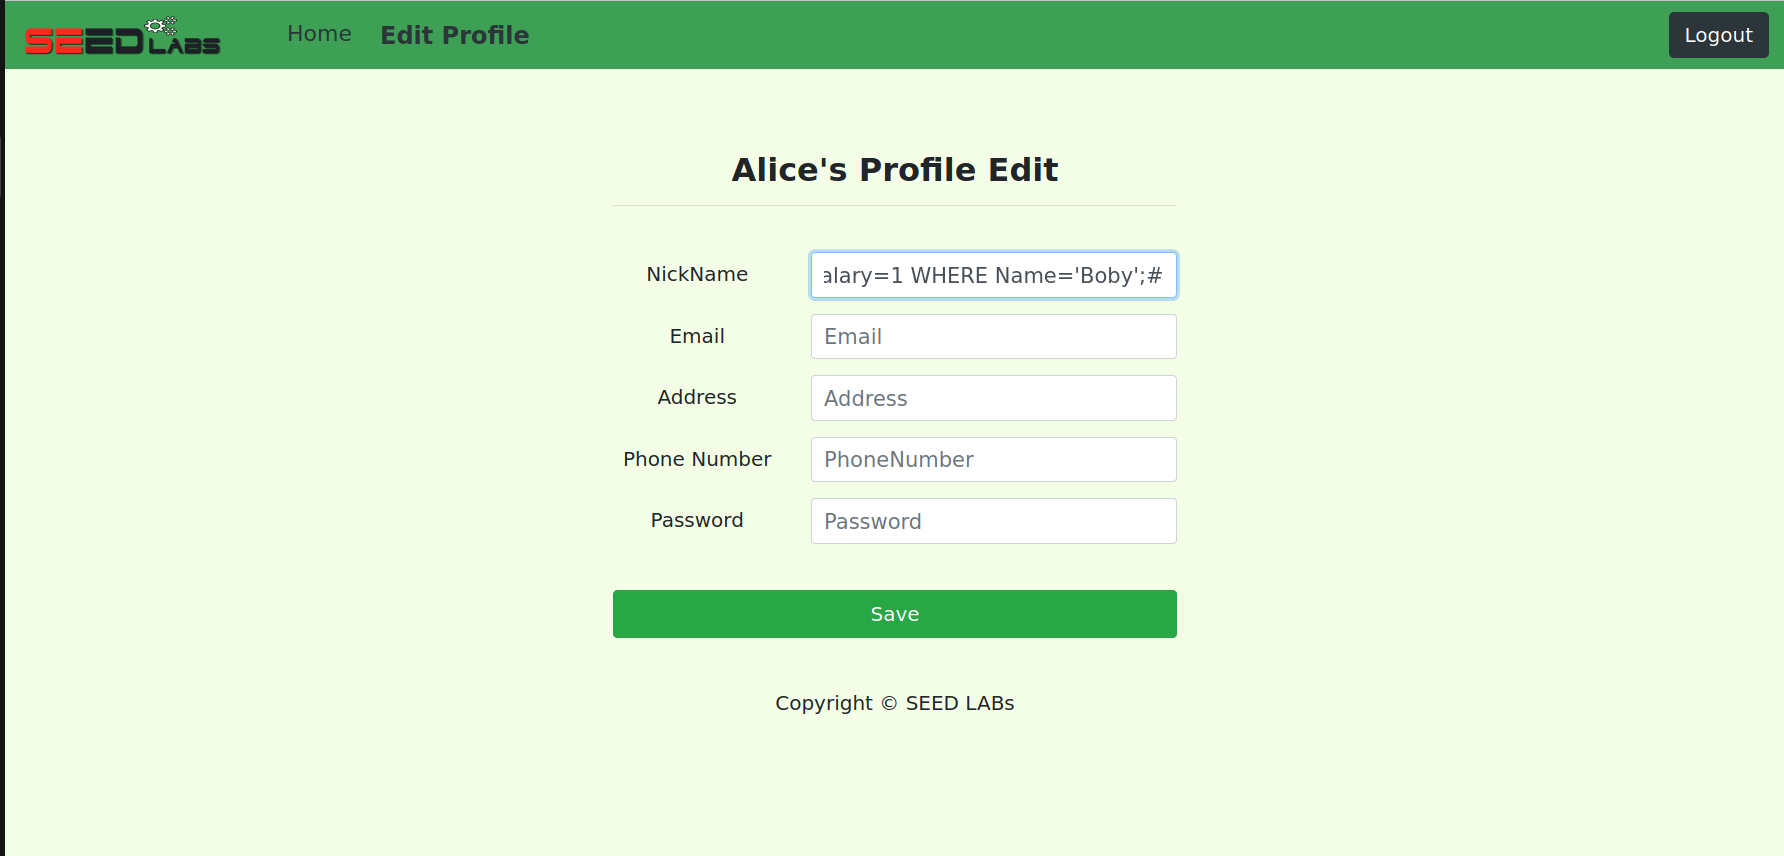 SEED LABS Home Edit Profile Logout
Alice's Profile Edit
NickName alary=1 WHERE Name='Boby';#
Email Email
Address Address
Phone Number PhoneNumber
Password Password
Save
Copyright © SEED LABs